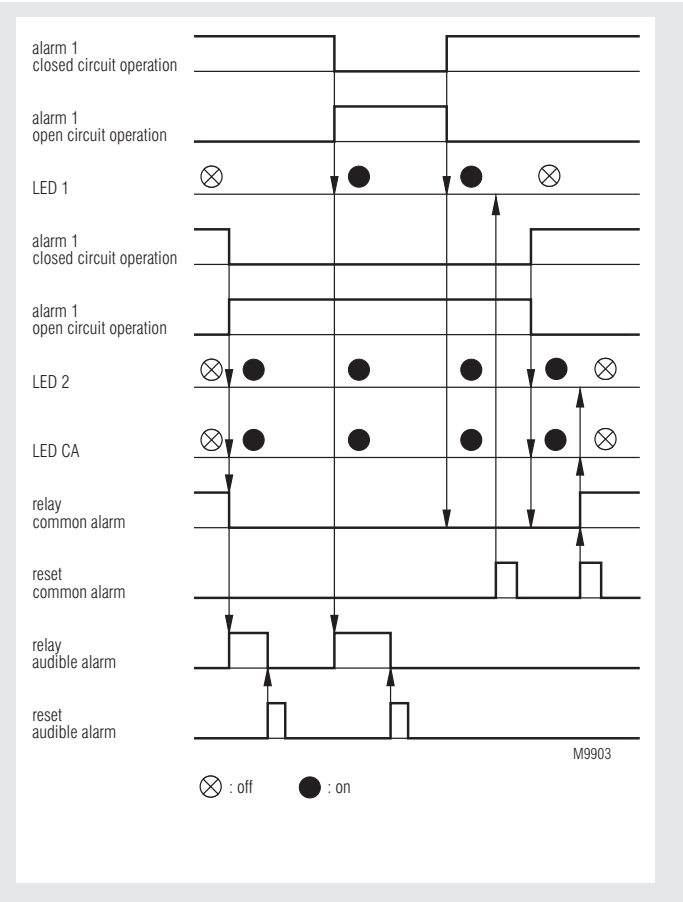 alarm 1
closed circuit operation
alarm 1
open circuit operation
LED 1
alarm 1
closed circuit operation
alarm 1
open circuit operation
LED 2
LED CA
relay
common alarm
reset
common alarm
relay
audible alarm
reset
audible alarm
M9903
: off : on